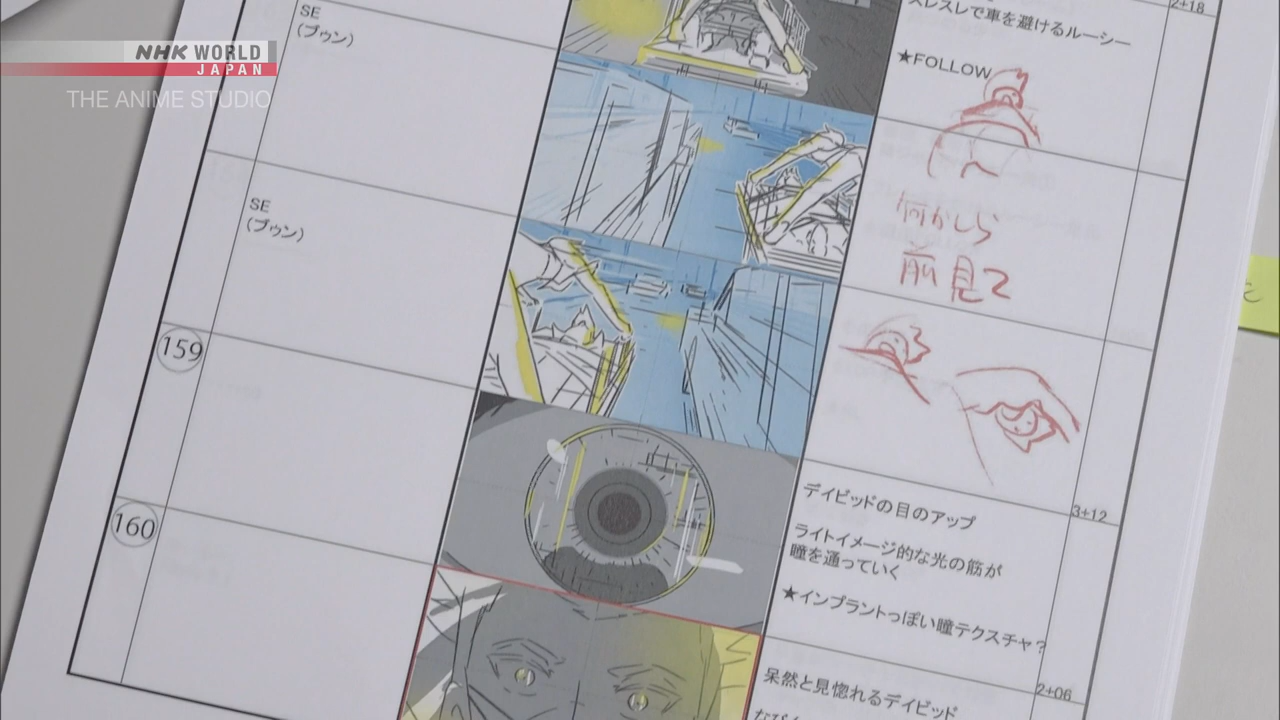 NHK WORLD
JAPAN
THE ANIME STUDIO
SE
(ブゥン)
スレスレで車を避けるルーシー
2+18
★FOLLOW
何かしら
前見て
SE
(ブゥン)
159
3+12
デイビッドの目のアップ
ライトイメージ的な光の筋が
瞳を通っていく
★インプラントっぽい瞳テクスチャ?
160
2+06
呆然と見惚れるデイビッド